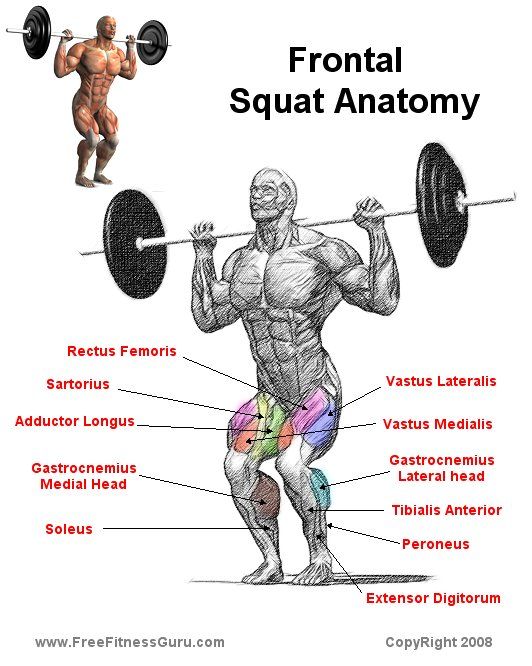 Frontal
Squat Anatomy
Rectus Femoris
Sartorius
Adductor Longus
Gastrocnemius
Medial Head
Soleus
Vastus Lateralis
Vastus Medialis
Gastrocnemius
Lateral head
Tibialis Anterior
Peroneus
Extensor Digitorum
www.FreeFitnessGuru.com
CopyRight 2008